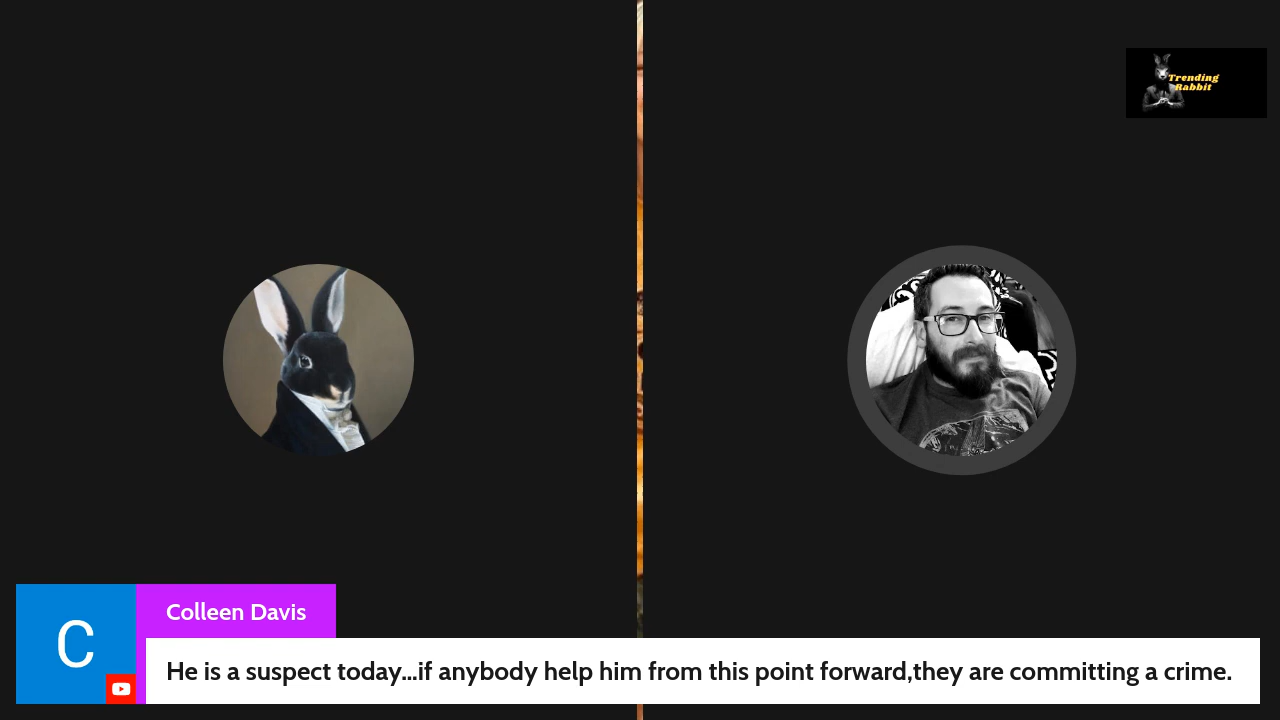 Trending
Rabbit
C
Colleen Davis
He is a suspect today...if anybody help him from this point forward,they are committing a crime.